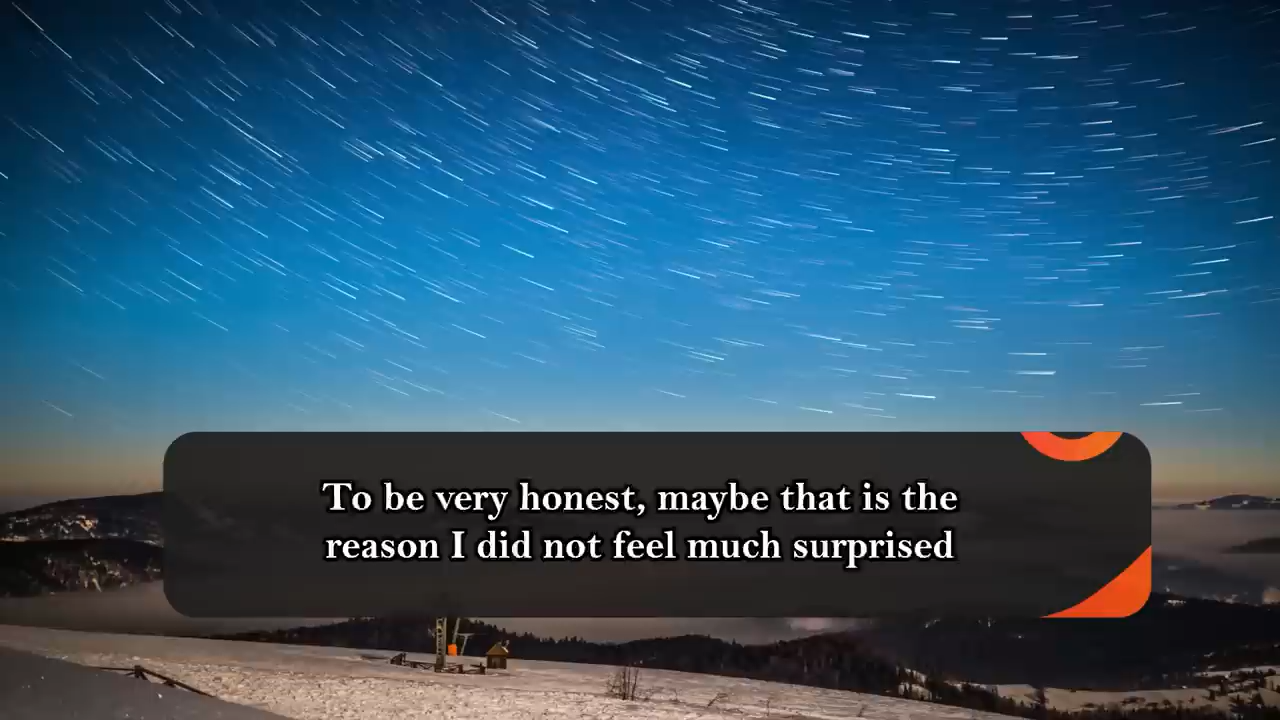 To be very honest, maybe that is the
reason I did not feel much surprised